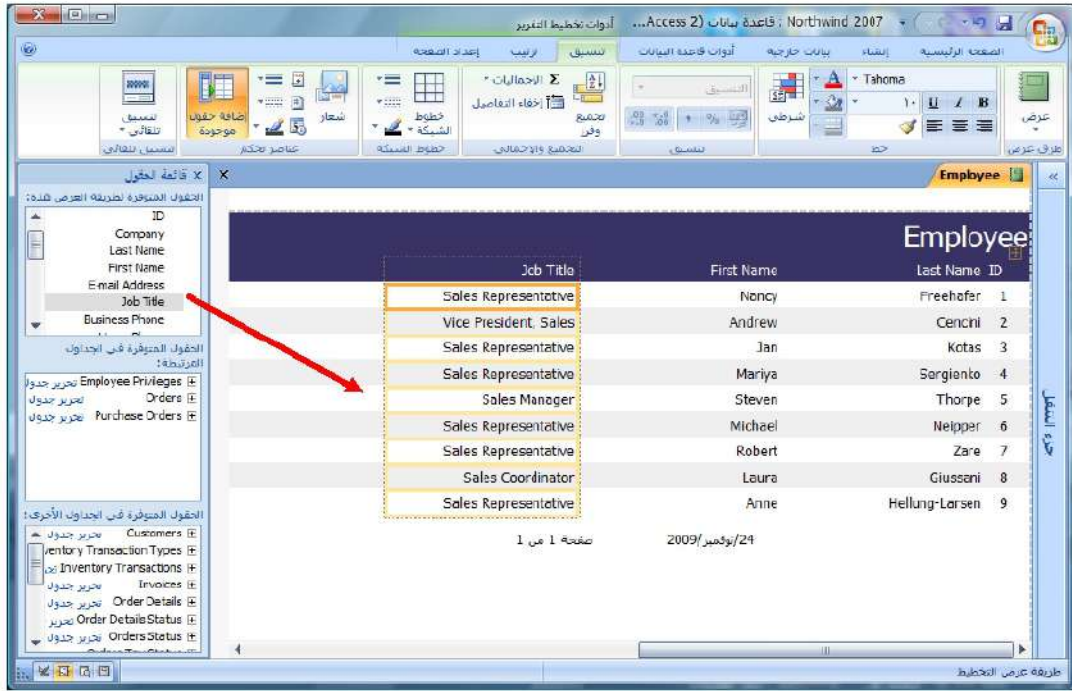 Northwind 2007 : قاعدة بيانات (Access 2...
أدوات تخطيط التقرير
الصفحة الرئيسية
إنشاء
بيانات خارجية
أدوات قاعدة البيانات
تنسيق
ترتيب
إعداد الصفحة
عرض
Tahoma
B I U
شرطي
خط
التنسيق
تنسيق
تجميع وفرز
Σ الإجماليات
إخفاء التفاصيل
التجميع والإجمالي
خطوط الشبكة
خطوط الشبكة
شعار
إضافة حقول موجودة
عناصر تحكم
تنسيق تلقائي
تنسيق تلقائي
طرق عرض
Employee
جزء التنقل
Employee
ID Last Name First Name Job Title
1 Freehafer Nancy Sales Representative
2 Cencini Andrew Vice President, Sales
3 Kotas Jan Sales Representative
4 Sergienko Mariya Sales Representative
5 Thorpe Steven Sales Manager
6 Neipper Michael Sales Representative
7 Zare Robert Sales Representative
8 Giussani Laura Sales Coordinator
9 Hellung-Larsen Anne Sales Representative
24/نوفمبر/2009
صفحة 1 من 1
قائمة الحقول
الحقول المتوفرة لطريقة العرض هذه:
ID
Company
Last Name
First Name
E-mail Address
Job Title
Business Phone
الحقول المتوفرة في الجداول
المرتبطة:
Employee Privileges تحرير جدول
Orders تحرير جدول
Purchase Orders تحرير جدول
الحقول المتوفرة في الجداول الأخرى:
Customers تحرير جدول
ventory Transaction Types
Inventory Transactions
Invoices تحرير جدول
Order Details تحرير جدول
Order Details Status تحرير
Orders Status تحرير جدول
طريقة عرض التخطيط